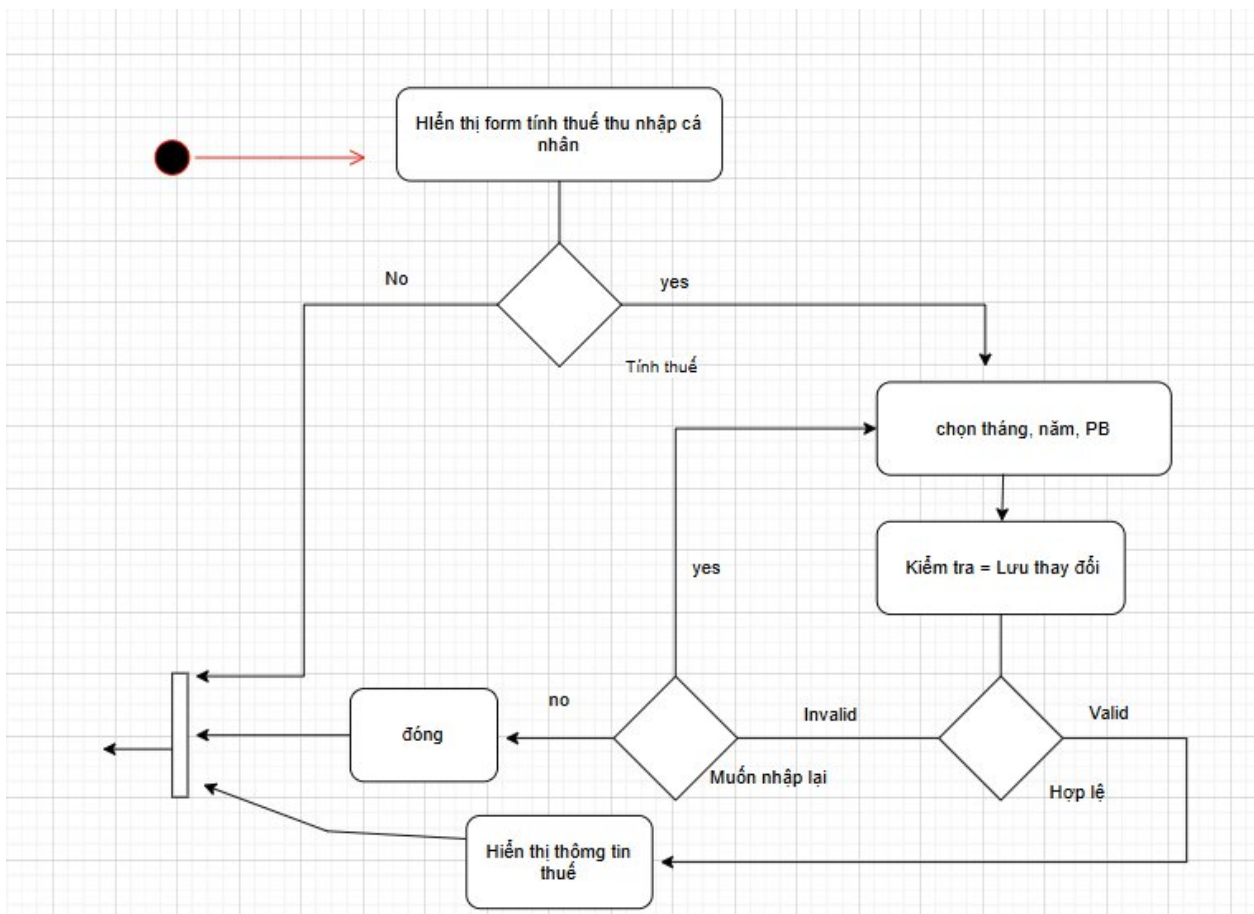 HIển thị form tính thuế thu nhập cá
nhân
No
yes
Tính thuế
chọn tháng, năm, PB
yes
Kiểm tra = Lưu thay đổi
no
Invalid
Valid
đóng
Muốn nhập lại
Hợp lệ
Hiển thị thômg tin
thuế